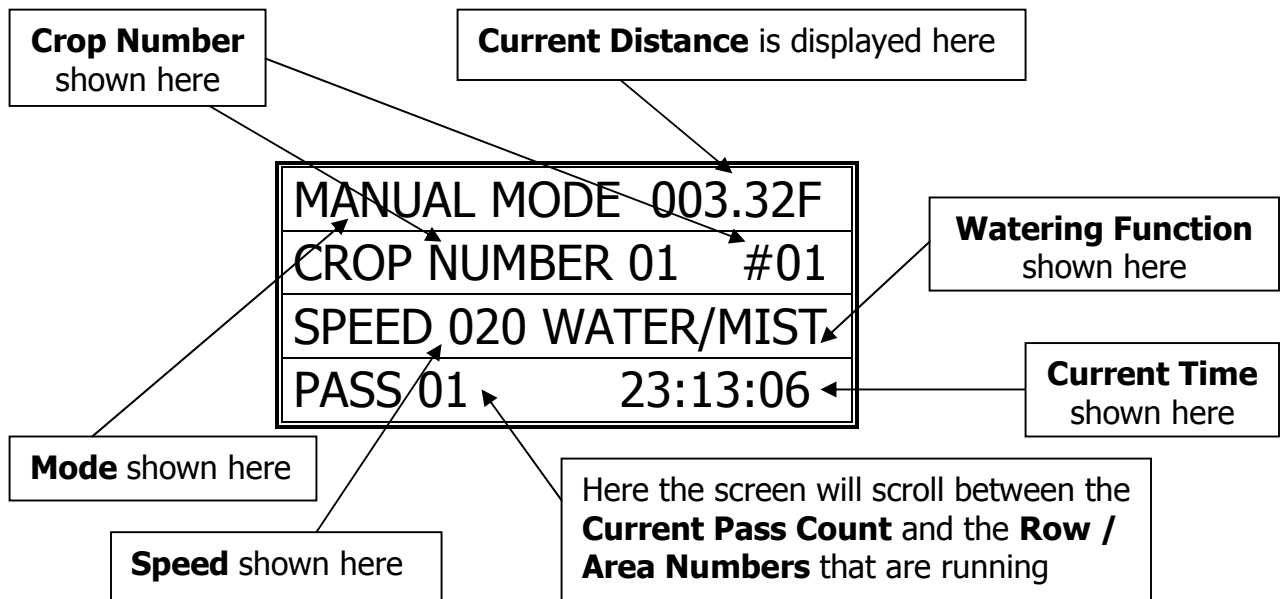 Crop Number
shown here
Current Distance is displayed here
MANUAL MODE 003.32F
CROP NUMBER 01 #01
SPEED 020 WATER/MIST
PASS 01 23:13:06
Watering Function
shown here
Current Time
shown here
Mode shown here
Speed shown here
Here the screen will scroll between the
Current Pass Count and the Row /
Area Numbers that are running